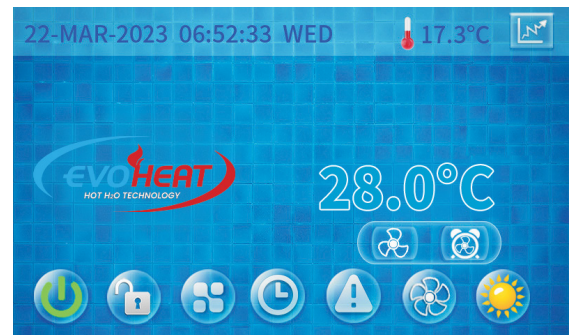 22-MAR-2023 06:52:33 WED 17.3°C
EVOHEAT
HOT H₂O TECHNOLOGY
28.0°C